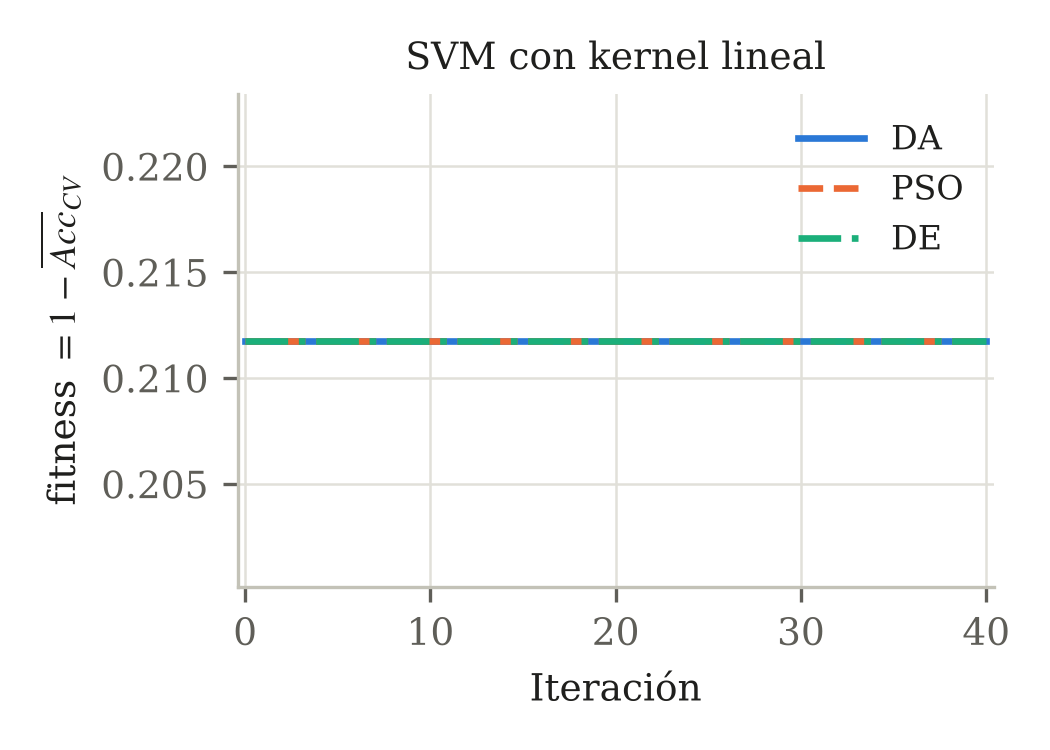 SVM con kernel lineal
DA
PSO
DE
0.220
0.215
0.210
0.205
fitness = 1 − \overline{Acc}_{CV}
0 10 20 30 40
Iteración